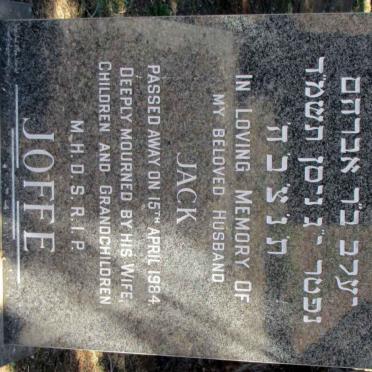 יעקב ב״ר אברהם
נפטר י״ג ניסן תשמ״ד
ת נ צ ב ה
IN LOVING MEMORY OF
MY BELOVED HUSBAND
JACK
PASSED AWAY ON 15TH APRIL 1984
DEEPLY MOURNED BY HIS WIFE,
CHILDREN AND GRANDCHILDREN
M.H.D.S.R.I.P.
JOFFE